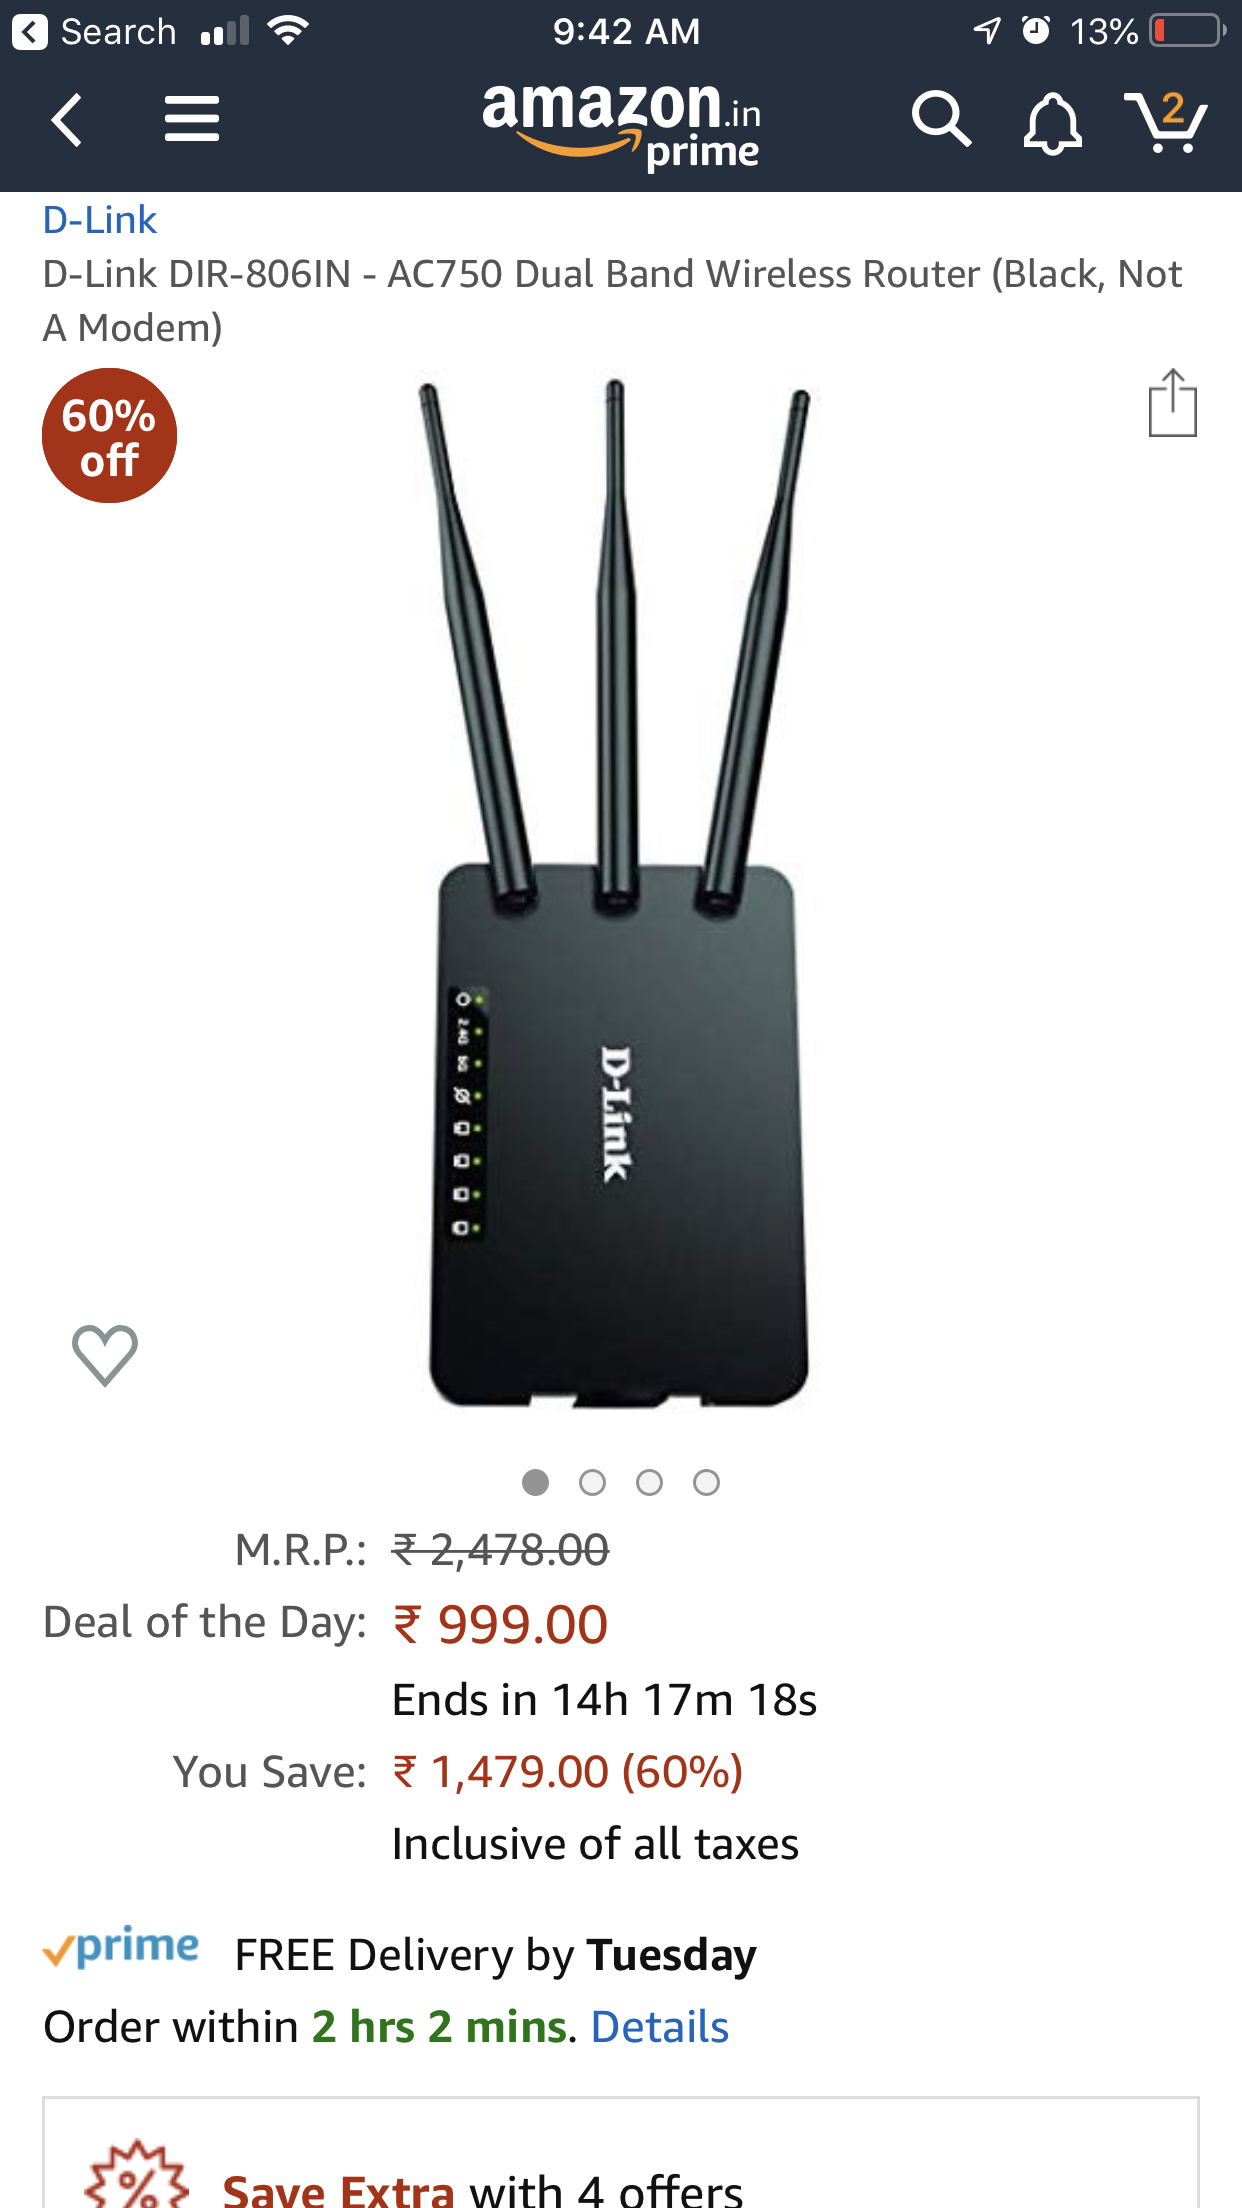 Search 9:42 AM 13%
amazon.in
prime
2
D-Link
D-Link DIR-806IN - AC750 Dual Band Wireless Router (Black, Not
A Modem)
60%
off
2.4G
5G
D-Link
M.R.P.: ₹ 2,478.00
Deal of the Day: ₹ 999.00
Ends in 14h 17m 18s
You Save: ₹ 1,479.00 (60%)
Inclusive of all taxes
prime FREE Delivery by Tuesday
Order within 2 hrs 2 mins. Details
% Save Extra with 4 offers